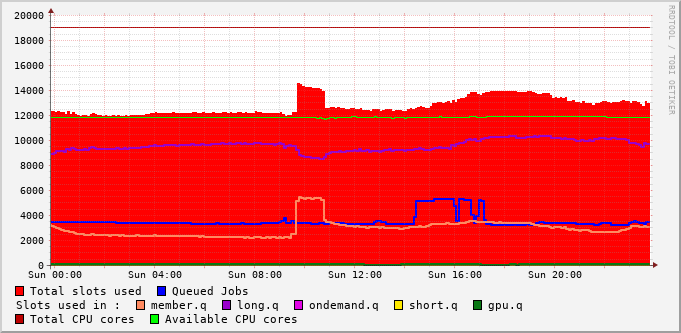 20000
18000
16000
14000
12000
10000
8000
6000
4000
2000
0
Sun 00:00 Sun 04:00 Sun 08:00 Sun 12:00 Sun 16:00 Sun 20:00
Total slots used Queued Jobs
Slots used in : member.q long.q ondemand.q short.q gpu.q
Total CPU cores Available CPU cores
RRDTOOL / TOBI OETIKER